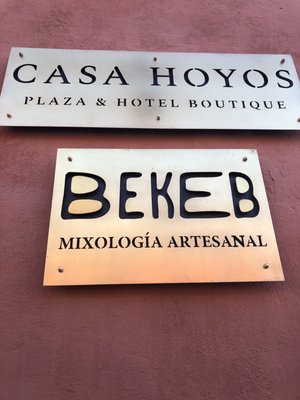 CASA HOYOS
PLAZA & HOTEL BOUTIQUE
BEKEB
MIXOLOGÍA ARTESANAL